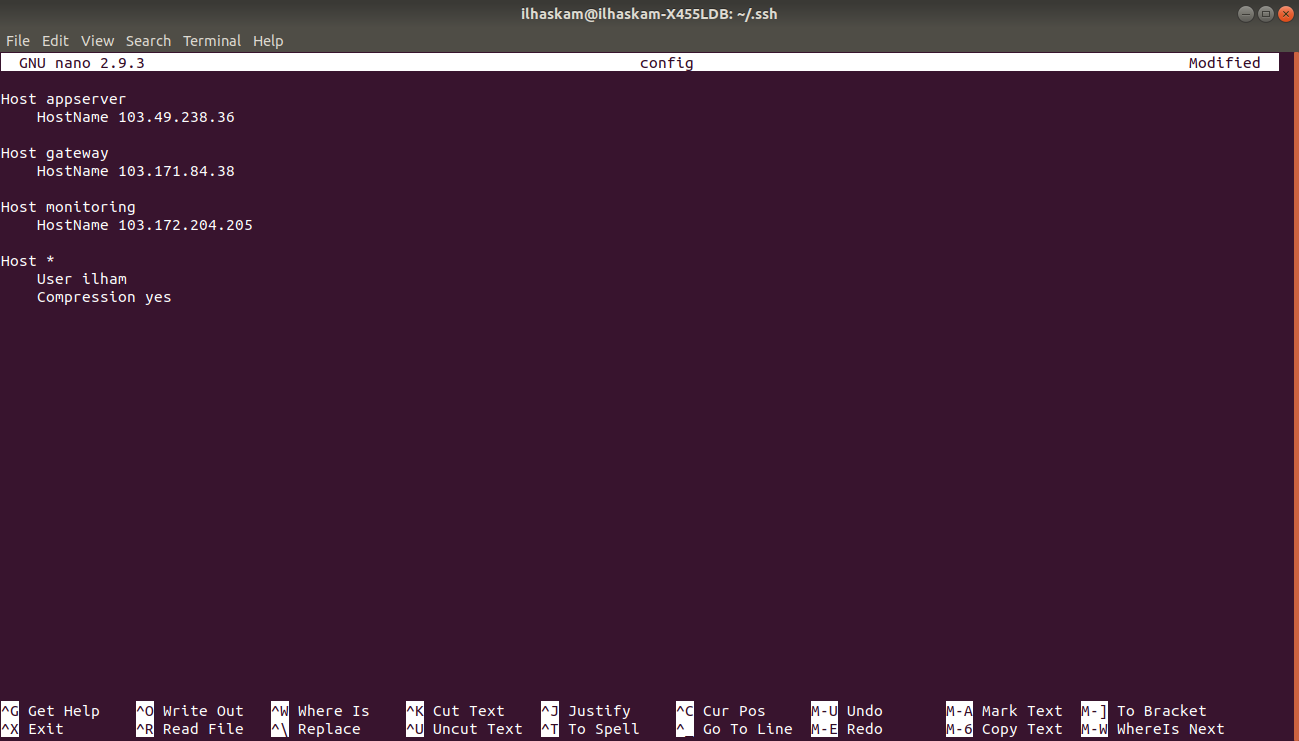 ilhaskam@ilhaskam-X455LDB: ~/.ssh
File Edit View Search Terminal Help
GNU nano 2.9.3 config Modified
Host appserver
    HostName 103.49.238.36
Host gateway
    HostName 103.171.84.38
Host monitoring
    HostName 103.172.204.205
Host *
    User ilham
    Compression yes
^G Get Help ^O Write Out ^W Where Is ^K Cut Text ^J Justify ^C Cur Pos M-U Undo M-A Mark Text M-] To Bracket
^X Exit ^R Read File ^\ Replace ^U Uncut Text ^T To Spell ^_ Go To Line M-E Redo M-6 Copy Text M-W WhereIs Next